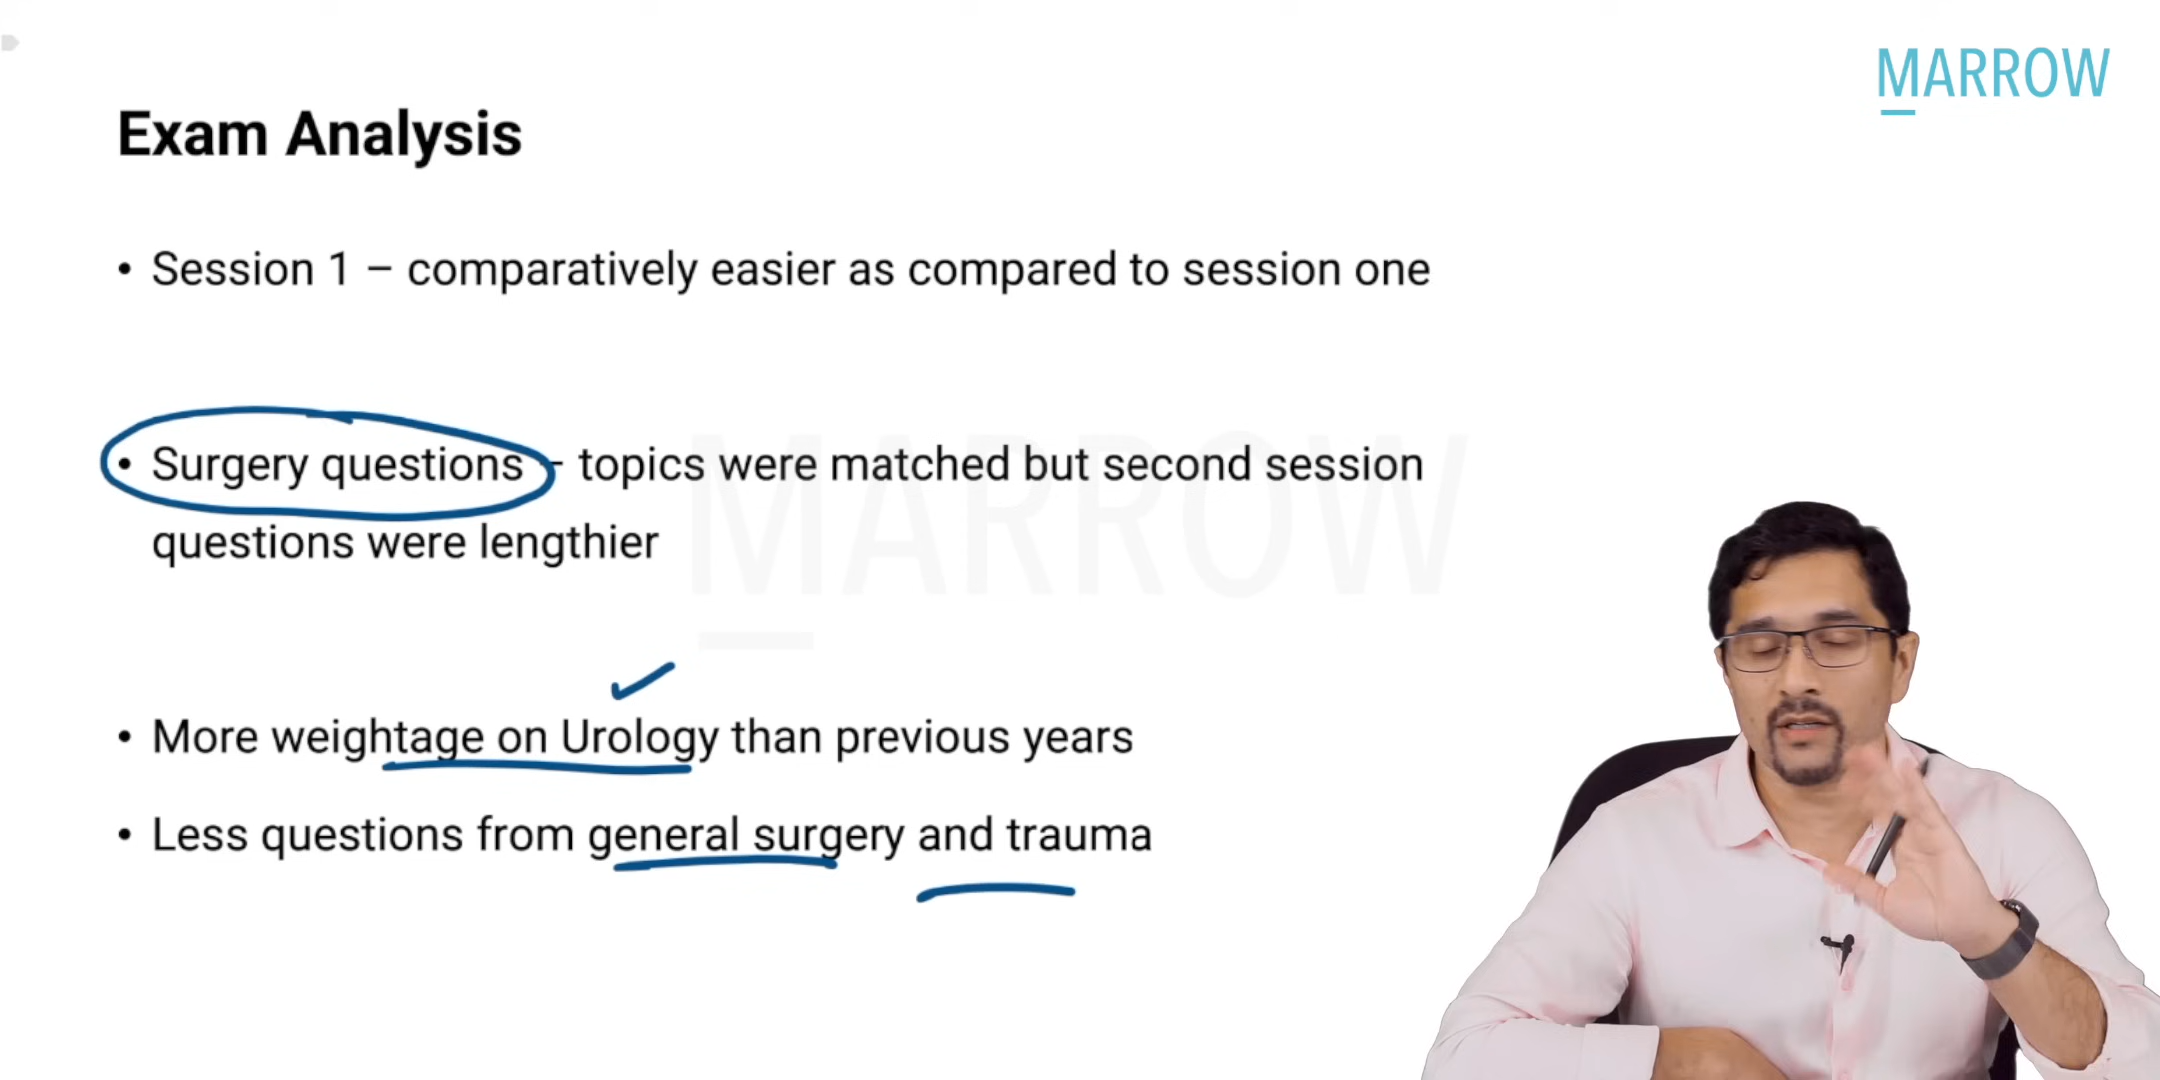 MARROW
Exam Analysis
• Session 1 – comparatively easier as compared to session one
• Surgery questions – topics were matched but second session
questions were lengthier
MARROW
• More weightage on Urology than previous years
• Less questions from general surgery and trauma